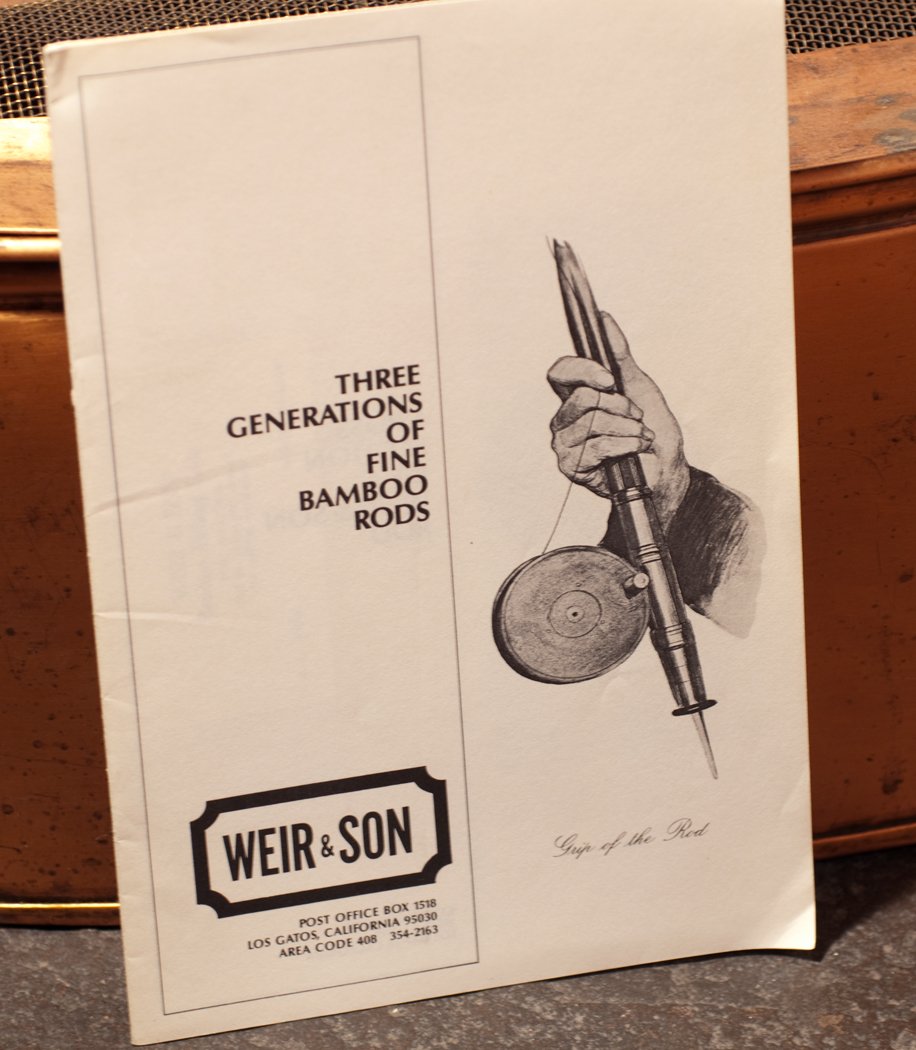 THREE
GENERATIONS
OF
FINE
BAMBOO
RODS
WEIR & SON
POST OFFICE BOX 1518
LOS GATOS, CALIFORNIA 95030
AREA CODE 408 354-2163
Grip of the Rod